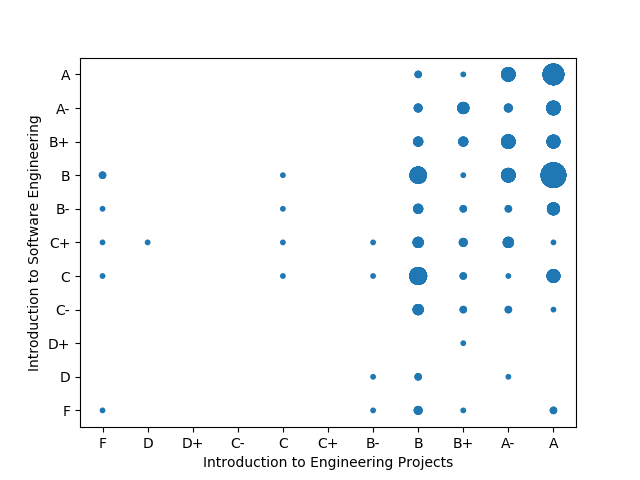 Introduction to Software Engineering
A
A-
B+
B
B-
C+
C
C-
D+
D
F
F D D+ C- C C+ B- B B+ A- A
Introduction to Engineering Projects